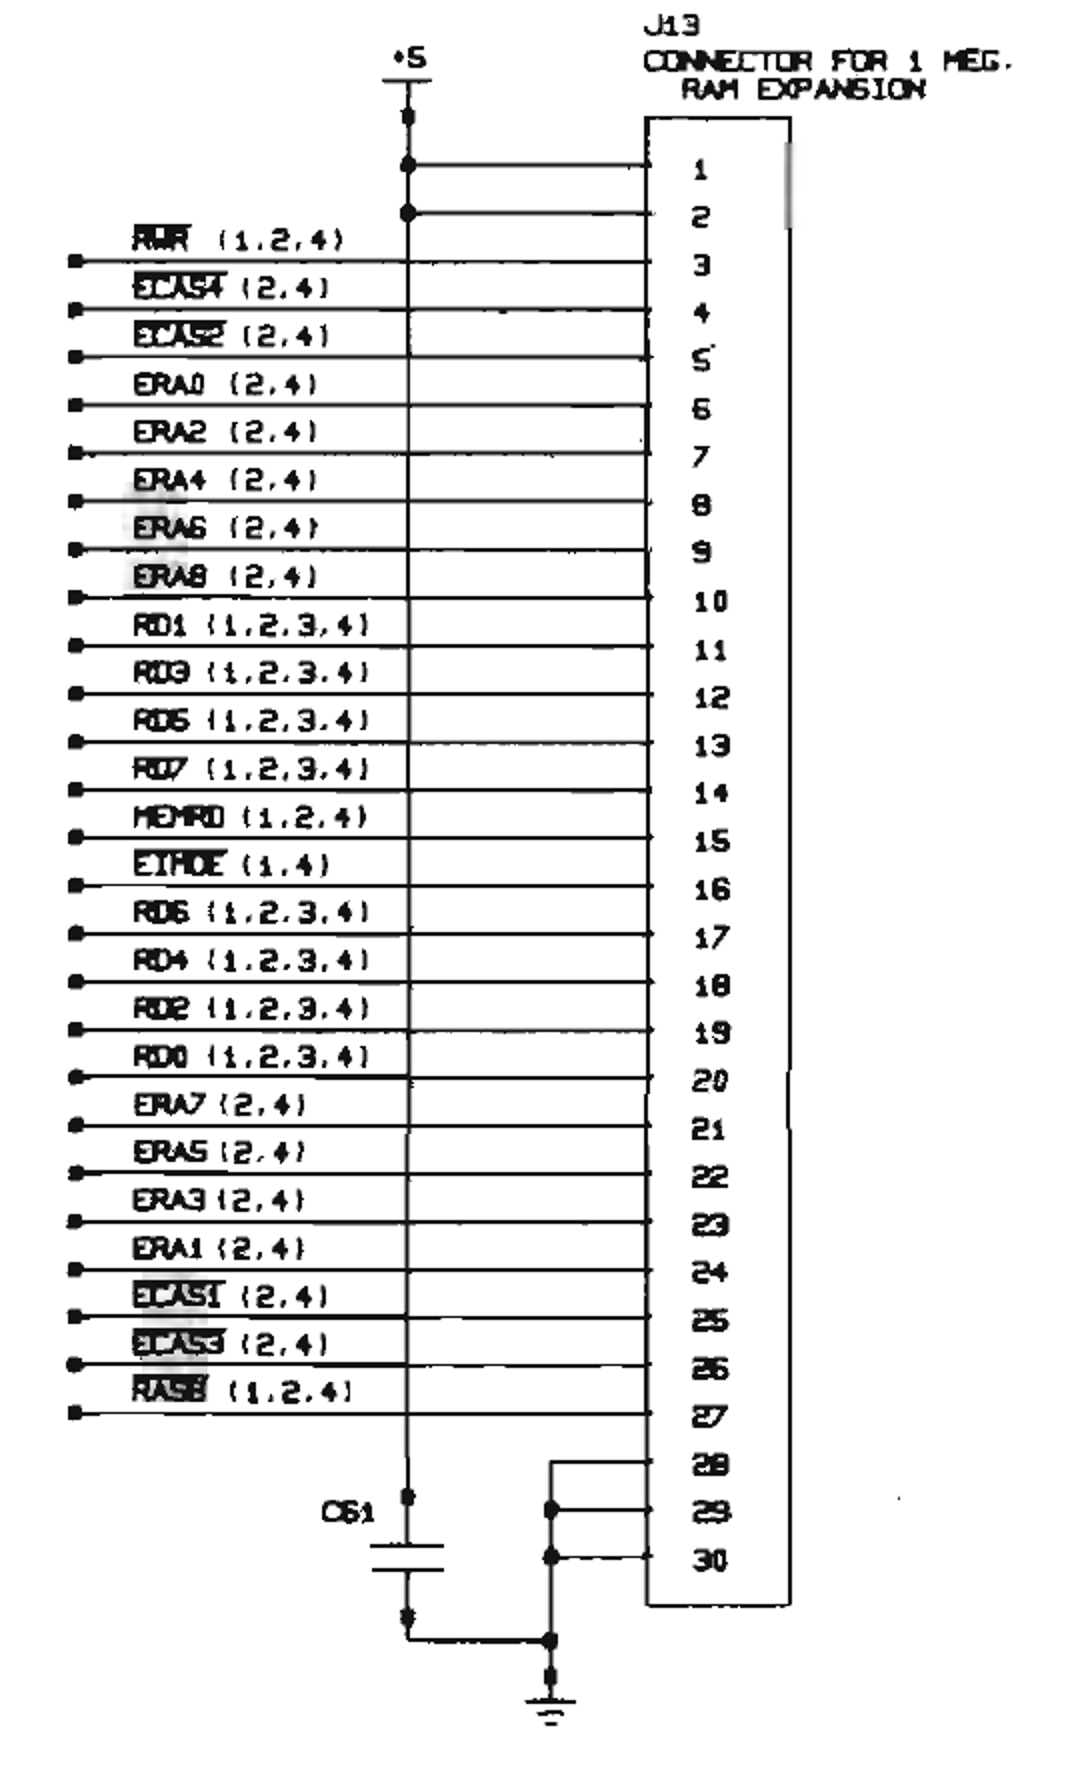 J13
CONNECTOR FOR 1 MEG.
RAM EXPANSION
+5
1
2
RWR (1,2,4) 3
ECAS4 (2,4) 4
ECAS2 (2,4) 5
ERA0 (2,4) 6
ERA2 (2,4) 7
ERA4 (2,4) 8
ERA6 (2,4) 9
ERA8 (2,4) 10
RD1 (1,2,3,4) 11
RD3 (1,2,3,4) 12
RD5 (1,2,3,4) 13
RD7 (1,2,3,4) 14
MEMRD (1,2,4) 15
(1,4) 16
RD6 (1,2,3,4) 17
RD4 (1,2,3,4) 18
RD2 (1,2,3,4) 19
RD0 (1,2,3,4) 20
ERA7 (2,4) 21
ERA5 (2,4) 22
ERA3 (2,4) 23
ERA1 (2,4) 24
ECAS1 (2,4) 25
ECAS3 (2,4) 26
RASB (1,2,4) 27
28
C61 29
30